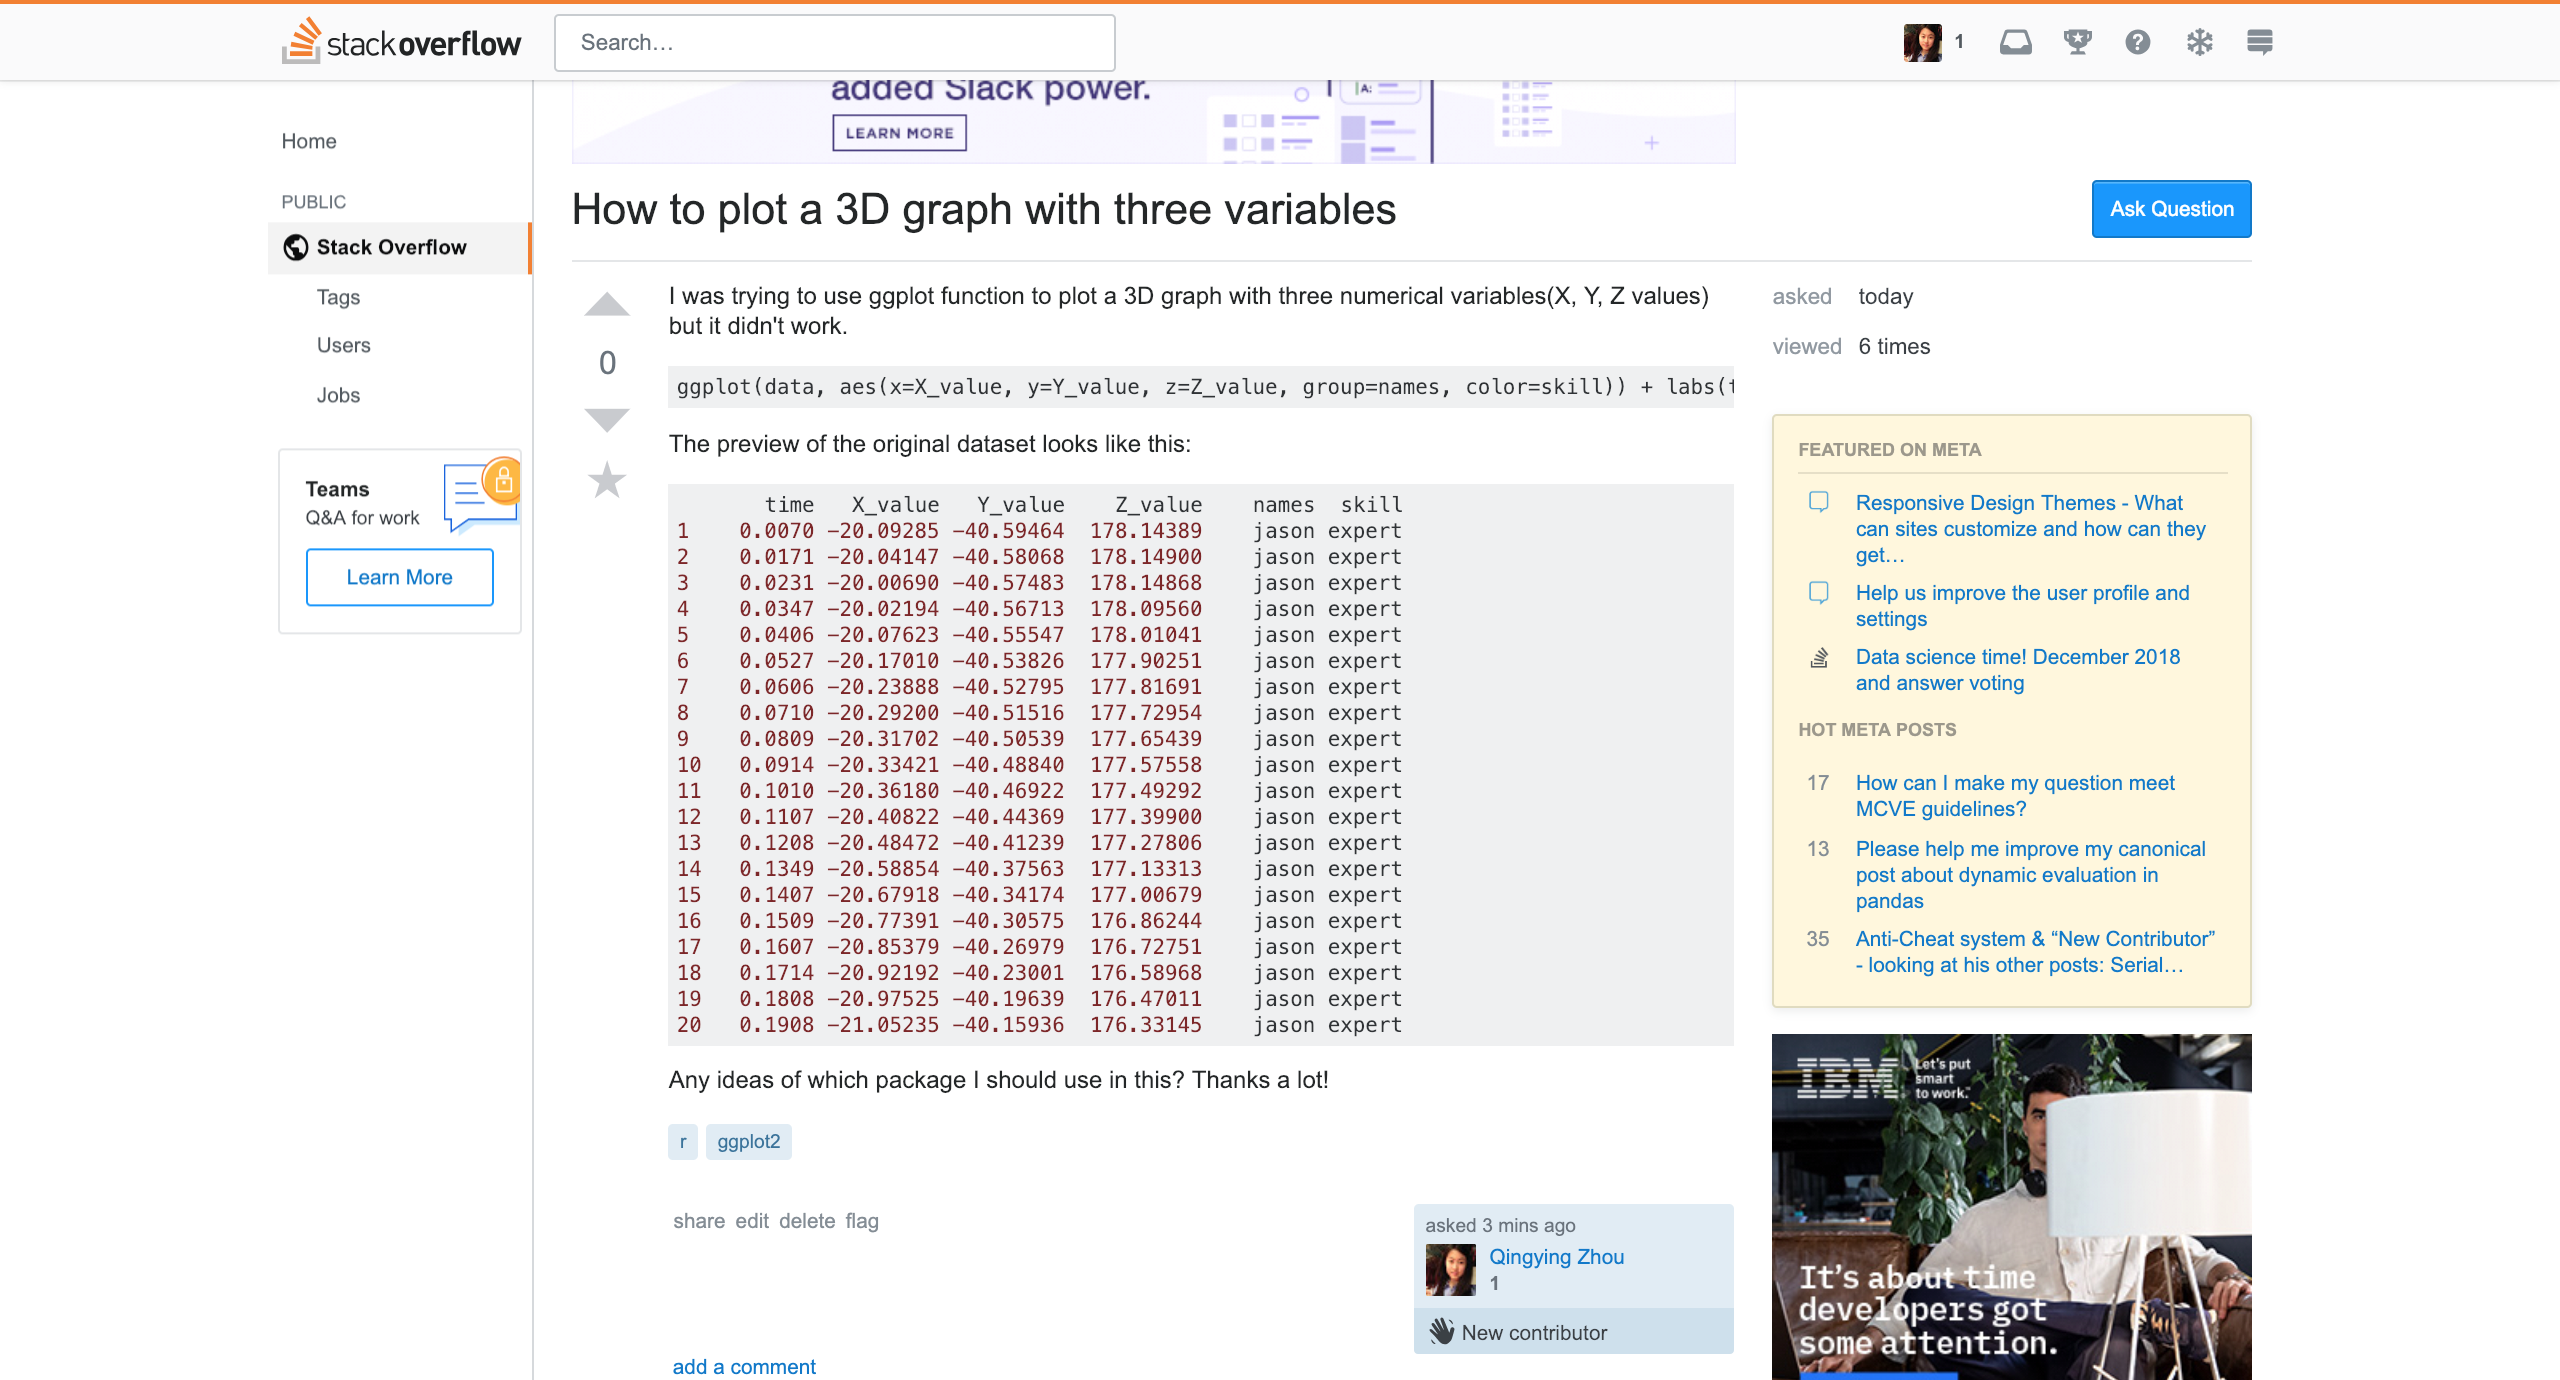 stackoverflow
Search…
1
added Slack power.
LEARN MORE
Home
PUBLIC
Stack Overflow
Tags
Users
Jobs
Teams
Q&A for work
Learn More
How to plot a 3D graph with three variables
Ask Question
0
I was trying to use ggplot function to plot a 3D graph with three numerical variables(X, Y, Z values)
but it didn't work.
ggplot(data, aes(x=X_value, y=Y_value, z=Z_value, group=names, color=skill)) + labs(t
The preview of the original dataset looks like this:
time X_value Y_value Z_value names skill
1 0.0070 -20.09285 -40.59464 178.14389 jason expert
2 0.0171 -20.04147 -40.58068 178.14900 jason expert
3 0.0231 -20.00690 -40.57483 178.14868 jason expert
4 0.0347 -20.02194 -40.56713 178.09560 jason expert
5 0.0406 -20.07623 -40.55547 178.01041 jason expert
6 0.0527 -20.17010 -40.53826 177.90251 jason expert
7 0.0606 -20.23888 -40.52795 177.81691 jason expert
8 0.0710 -20.29200 -40.51516 177.72954 jason expert
9 0.0809 -20.31702 -40.50539 177.65439 jason expert
10 0.0914 -20.33421 -40.48840 177.57558 jason expert
11 0.1010 -20.36180 -40.46922 177.49292 jason expert
12 0.1107 -20.40822 -40.44369 177.39900 jason expert
13 0.1208 -20.48472 -40.41239 177.27806 jason expert
14 0.1349 -20.58854 -40.37563 177.13313 jason expert
15 0.1407 -20.67918 -40.34174 177.00679 jason expert
16 0.1509 -20.77391 -40.30575 176.86244 jason expert
17 0.1607 -20.85379 -40.26979 176.72751 jason expert
18 0.1714 -20.92192 -40.23001 176.58968 jason expert
19 0.1808 -20.97525 -40.19639 176.47011 jason expert
20 0.1908 -21.05235 -40.15936 176.33145 jason expert
Any ideas of which package I should use in this? Thanks a lot!
r ggplot2
share edit delete flag
asked 3 mins ago
Qingying Zhou
1
New contributor
add a comment
asked today
viewed 6 times
FEATURED ON META
Responsive Design Themes - What
can sites customize and how can they
get…
Help us improve the user profile and
settings
Data science time! December 2018
and answer voting
HOT META POSTS
17 How can I make my question meet
MCVE guidelines?
13 Please help me improve my canonical
post about dynamic evaluation in
pandas
35 Anti-Cheat system & “New Contributor”
- looking at his other posts: Serial…
IBM
Let's put
smart
to work.
It's about time
developers got
some attention.